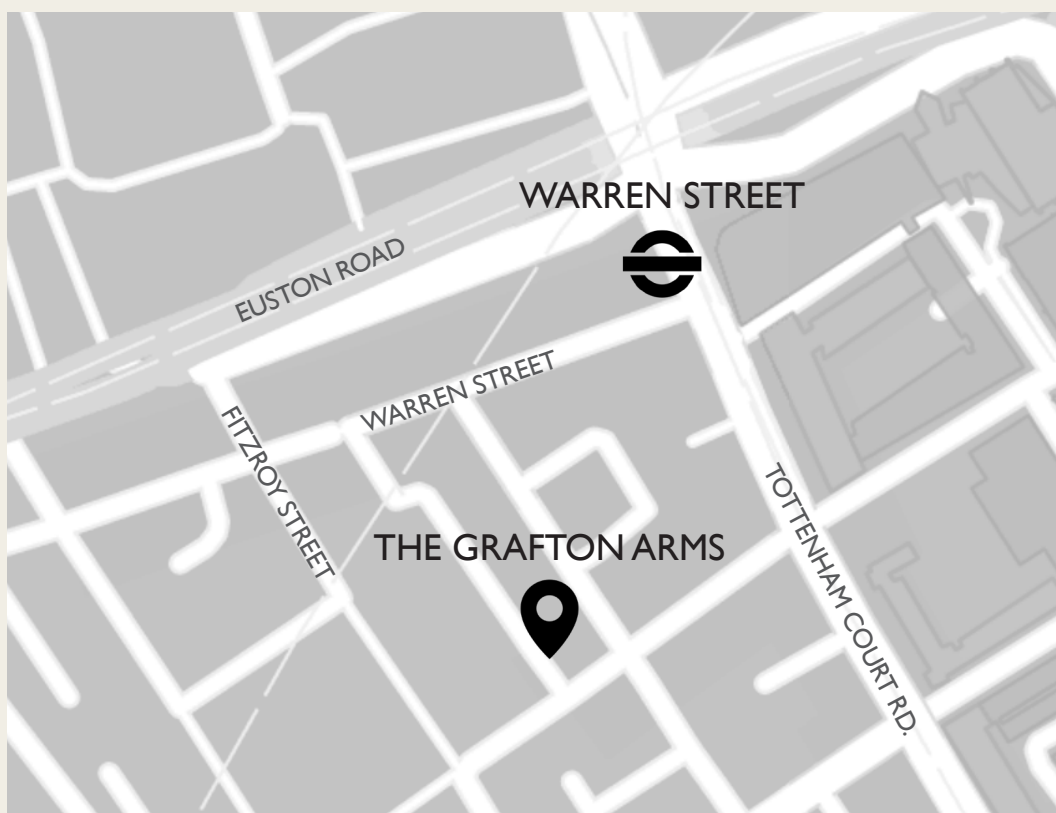 WARREN STREET
EUSTON ROAD
WARREN STREET
FITZROY STREET
THE GRAFTON ARMS
TOTTENHAM COURT RD.